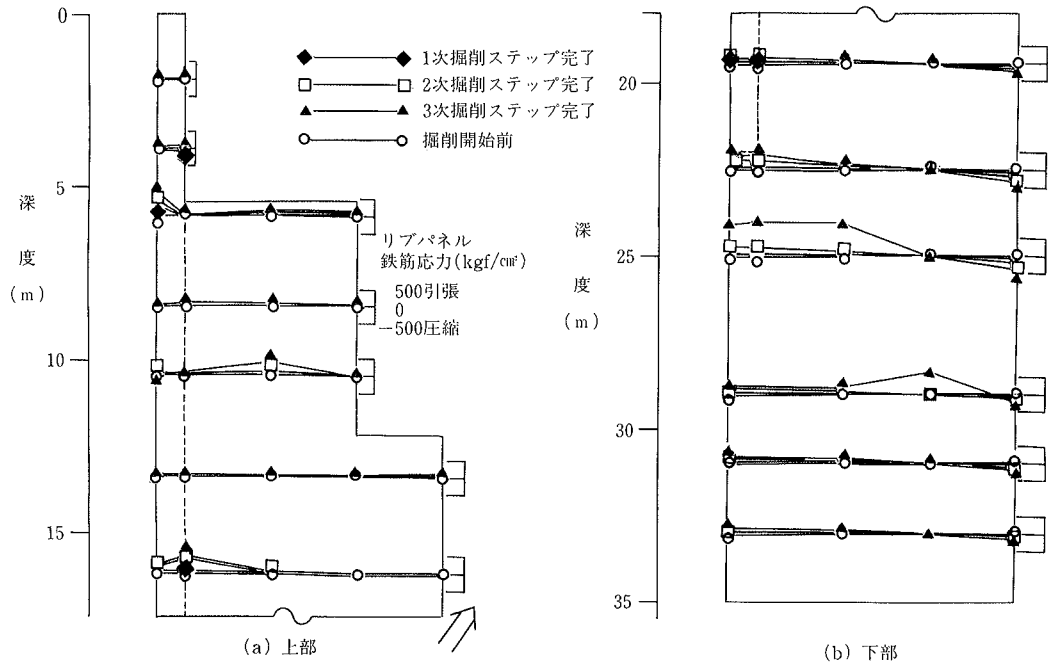 0
5
10
15
深
度
(m)
1次掘削ステップ完了
2次掘削ステップ完了
3次掘削ステップ完了
掘削開始前
リブパネル
鉄筋応力(kgf/c㎡)
500引張
0
−500圧縮
(a) 上部
20
25
30
35
深
度
(m)
(b) 下部